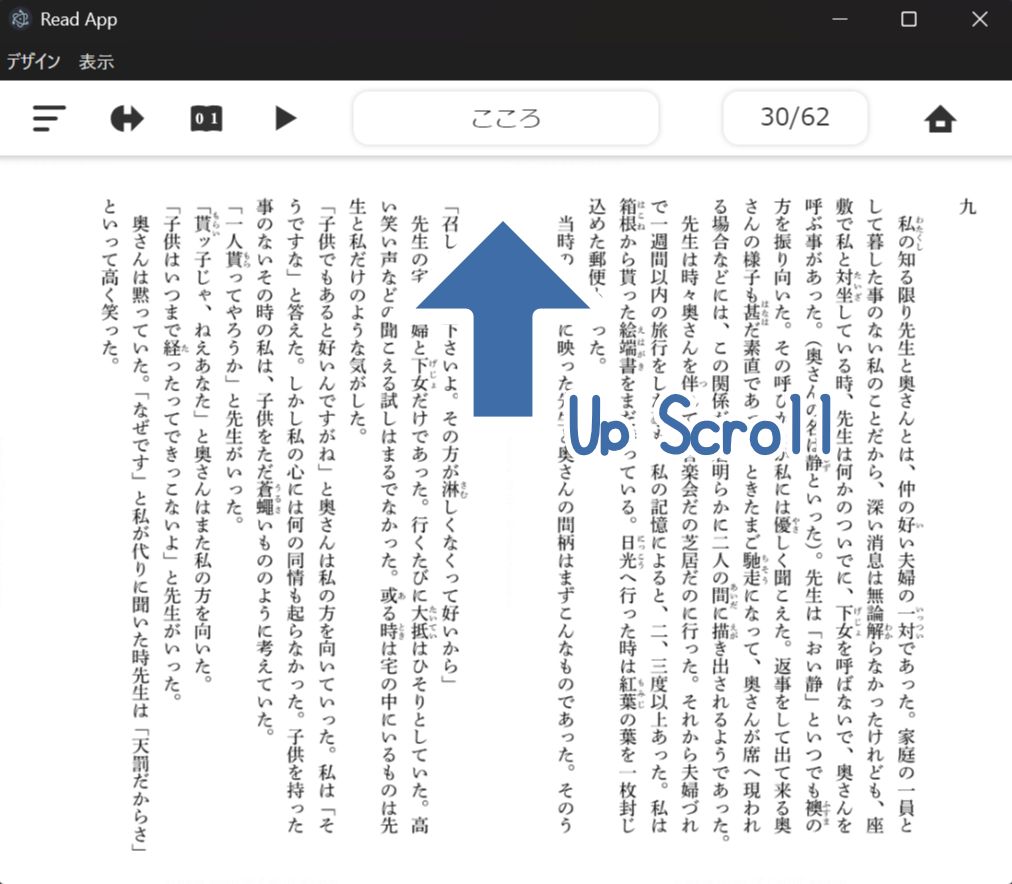 Read App
デザイン 表示
0 1 こころ 30/62
九
私の知る限り先生と奥さんとは、仲の好い夫婦の一対であった。家庭の一員と
して暮した事のない私のことだから、深い消息は無論解らなかったけれども、座
敷で私と対坐している時、先生は何かのついでに、下女を呼ばないで、奥さんを
呼ぶ事があった。(奥さんの名は静といった)。先生は「おい静」といつでも襖の
方を振り向いた。その呼び が私には優しく聞こえた。返事をして出て来る奥
さんの様子も甚だ素直であっ ときたまご馳走になって、奥さんが席へ現われ
る場合などには、この関係が 明らかに二人の間に描き出されるようであった。
先生は時々奥さんを伴 楽会だの芝居だのに行った。それから夫婦づれ
で一週間以内の旅行をした 私の記憶によると、二、三度以上あった。私は
箱根から貰った絵端書をまだ っている。日光へ行った時は紅葉の葉を一枚封じ
込めた郵便 った。
当時の に映った 奥さんの間柄はまずこんなものであった。そのう
「召し 下さいよ。その方が淋しくなくって好いから」
先生の宅 婦と下女だけであった。行くたびに大抵はひそりとしていた。高
い笑い声などの聞こえる試しはまるでなかった。或る時は宅の中にいるものは先
生と私だけのような気がした。
「子供でもあると好いんですがね」と奥さんは私の方を向いていった。私は「そ
うですな」と答えた。しかし私の心には何の同情も起らなかった。子供を持った
事のないその時の私は、子供をただ蒼蠅いもののように考えていた。
「一人貰ってやろうか」と先生がいった。
「貰ッ子じゃ、ねえあなた」と奥さんはまた私の方を向いた。
「子供はいつまで経ったってできっこないよ」と先生がいった。
奥さんは黙っていた。「なぜです」と私が代りに聞いた時先生は「天罰だからさ」
といって高く笑った。
Up Scroll